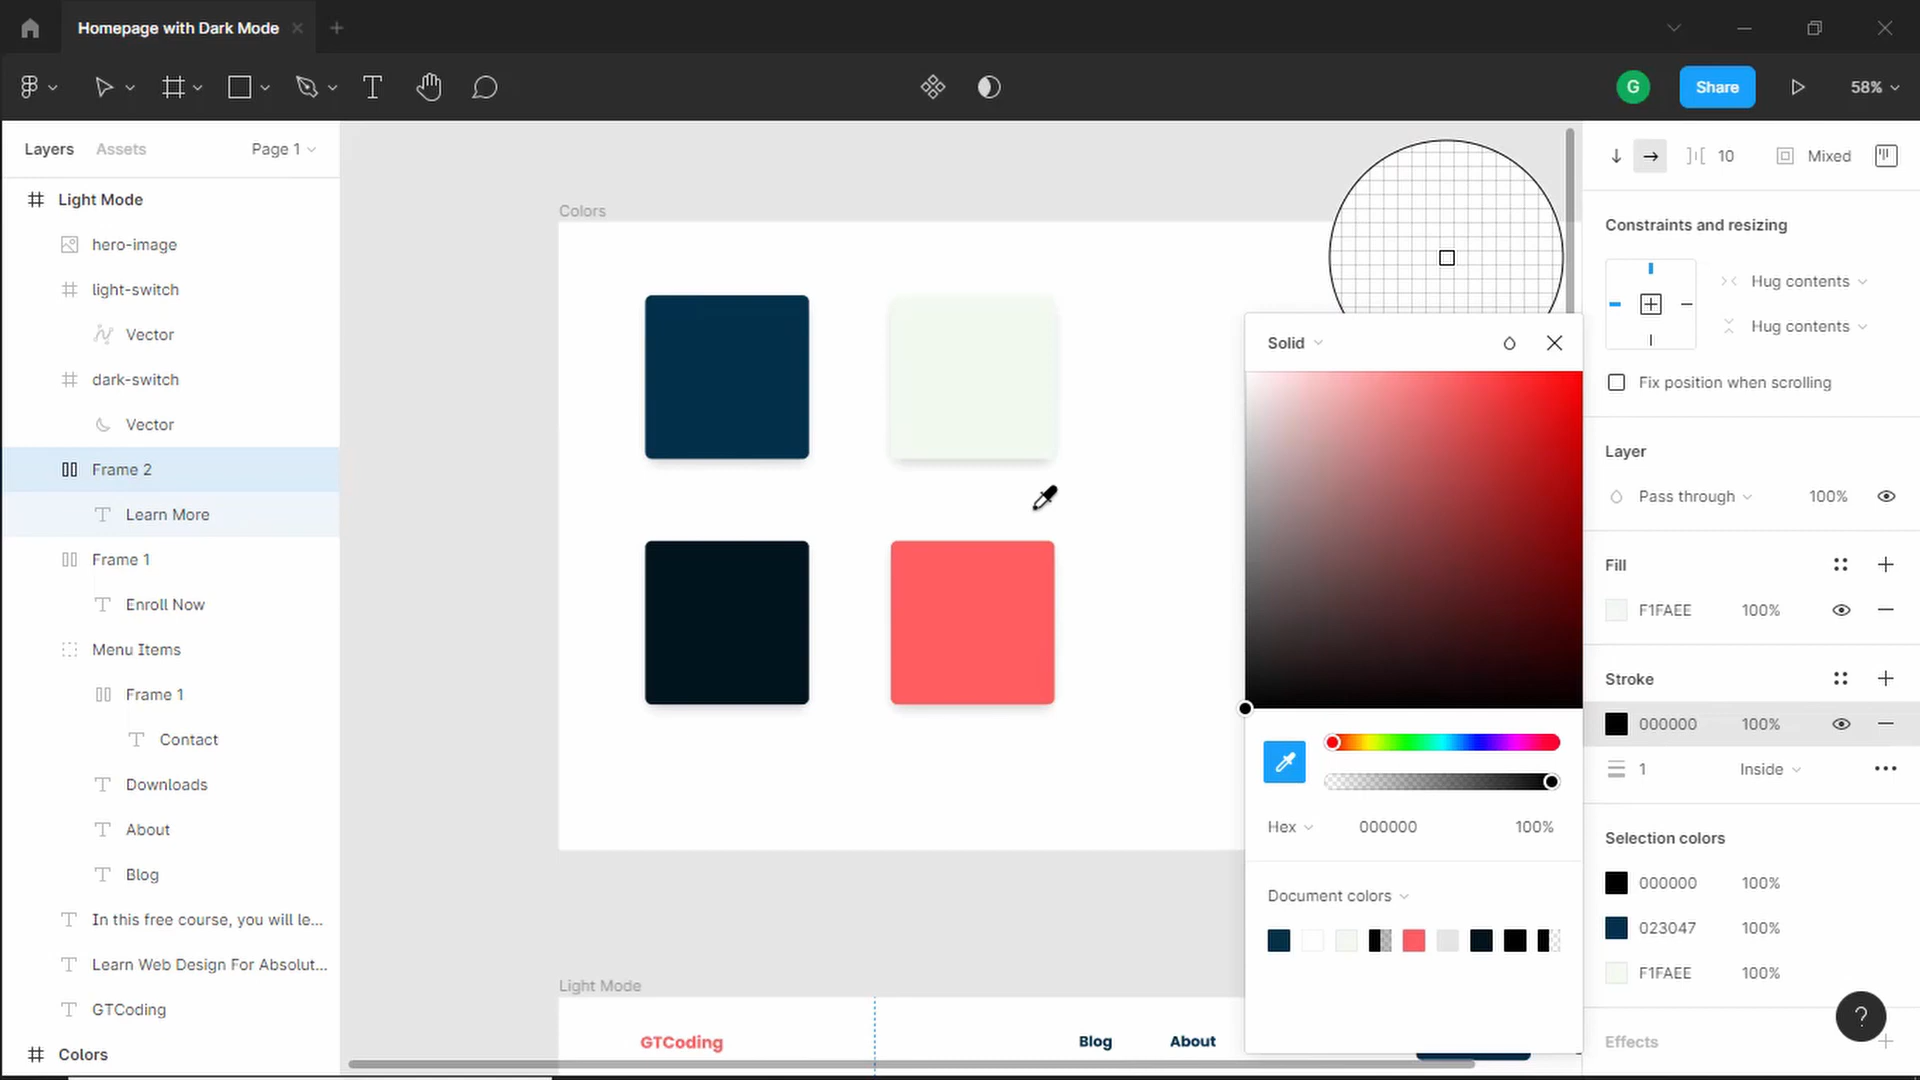 Homepage with Dark Mode
G
Share
58%
Layers
Assets
Page 1
Light Mode
hero-image
light-switch
Vector
dark-switch
Vector
Frame 2
Learn More
Frame 1
Enroll Now
Menu Items
Frame 1
Contact
Downloads
About
Blog
In this free course, you will le...
Learn Web Design For Absolut...
GTCoding
Colors
Colors
Light Mode
GTCoding
Blog
About
Solid
Hex
000000
100%
Document colors
10
Mixed
Constraints and resizing
Hug contents
Hug contents
Fix position when scrolling
Layer
Pass through
100%
Fill
F1FAEE
100%
Stroke
000000
100%
1
Inside
Selection colors
000000
100%
023047
100%
F1FAEE
100%
Effects
?